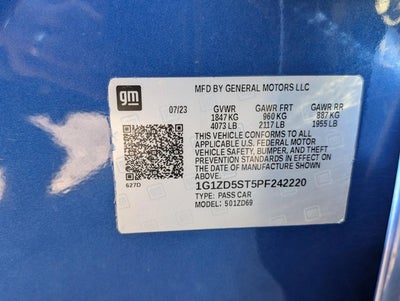 gm
MFD BY GENERAL MOTORS LLC
07/23 GVWR GAWR FRT GAWR RR
1847 KG 960 KG 887 KG
4073 LB 2117 LB 1955 LB
THIS VEHICLE CONFORMS TO ALL
APPLICABLE U.S. FEDERAL MOTOR
VEHICLE SAFETY, BUMPER, AND THEFT
PREVENTION STANDARDS IN EFFECT ON
THE DATE OF MANUFACTURE SHOWN
ABOVE.
627D
1G1ZD5ST5PF242220
TYPE: PASS CAR
MODEL: 501ZD69